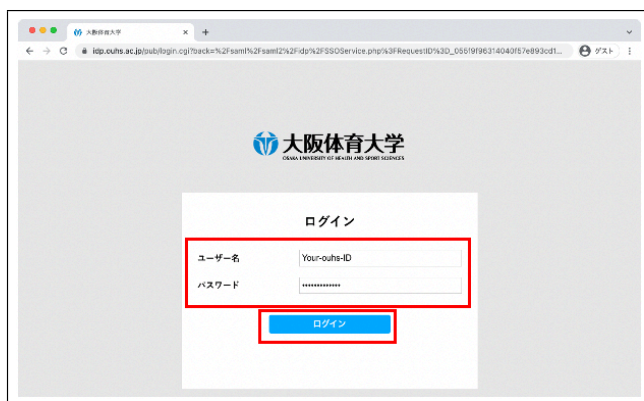 大阪体育大学
idp.ouhs.ac.jp/pub/login.cgi?back=%2Fsaml%2Fsaml2%2Fidp%2FSSOService.php%3FRequestID%3D_055f9f96314040f57e893cd1...
ゲスト
大阪体育大学
OSAKA UNIVERSITY OF HEALTH AND SPORT SCIENCES
ログイン
ユーザー名
Your-ouhs-ID
パスワード
•••••••••••••
ログイン